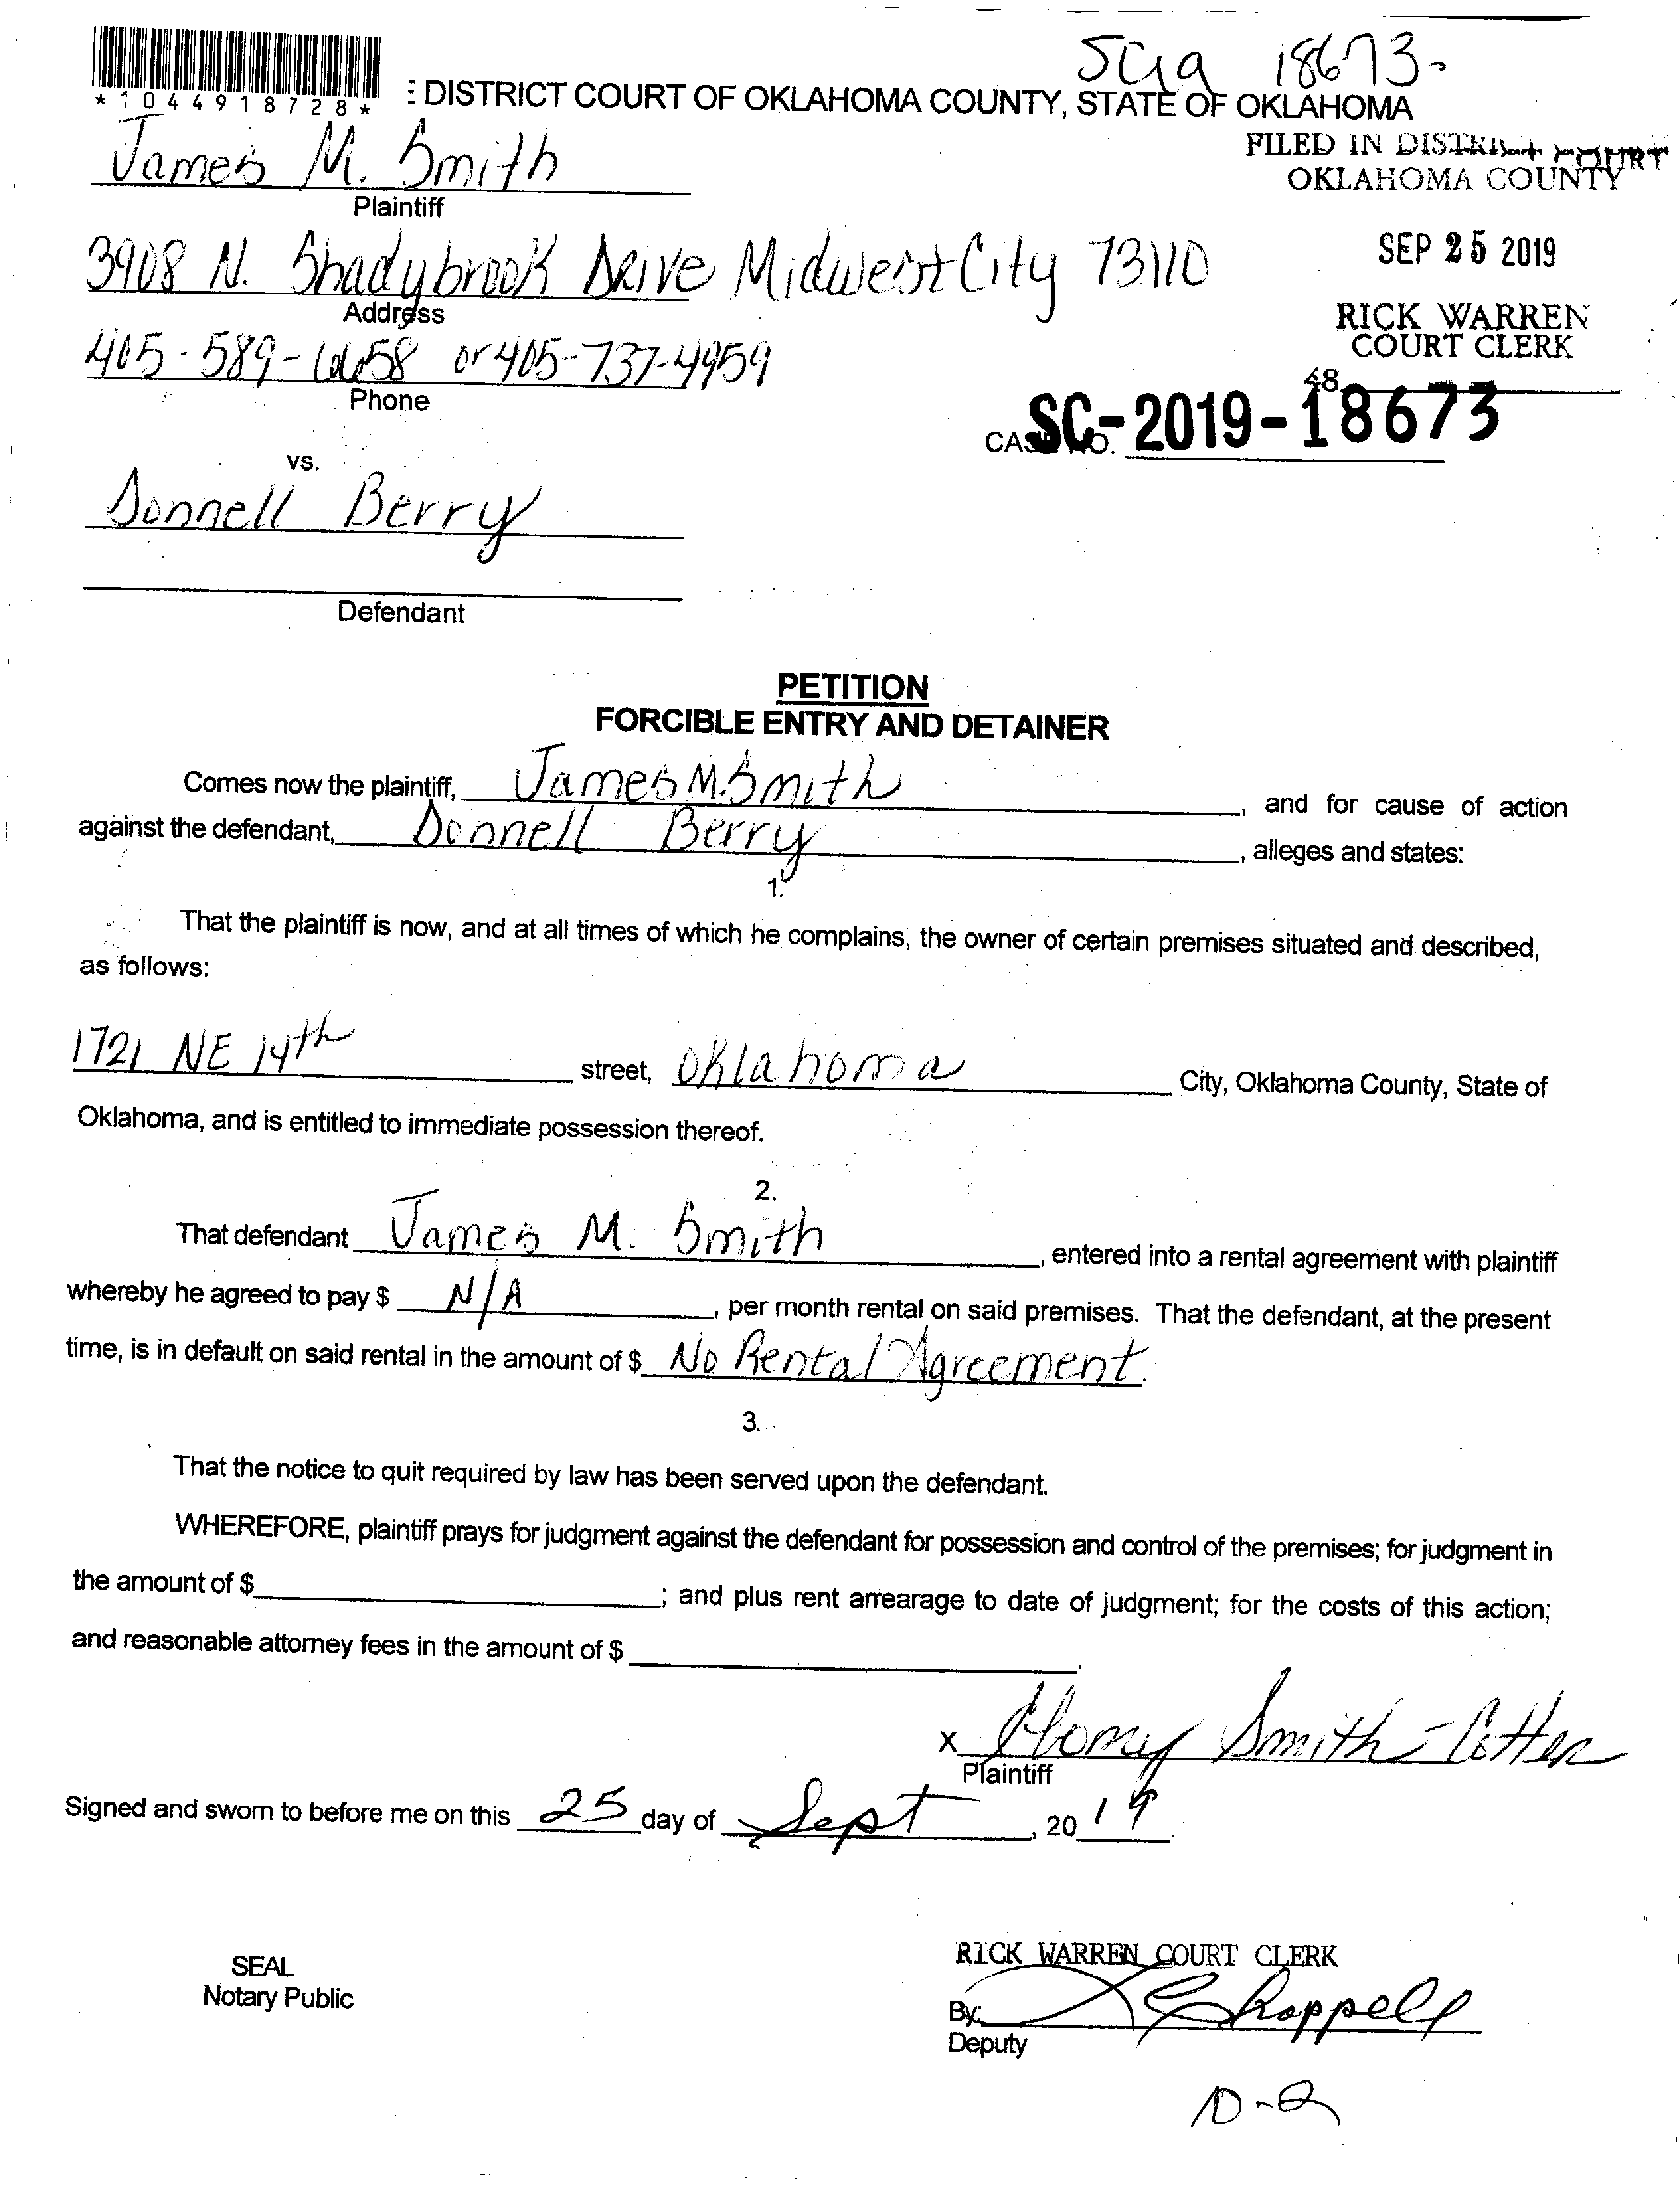 SC19 18673-
*1044918728*
: DISTRICT COURT OF OKLAHOMA COUNTY, STATE OF OKLAHOMA
James M. Smith
Plaintiff
FILED IN DISTRICT COURT
OKLAHOMA COUNTY
3908 N. Shadybrook Drive Midwest City 73110
Address
SEP 25 2019
RICK WARREN
COURT CLERK
405-589-6658 or 405-737-4959
Phone
48
CASE NO. SC-2019-18673
vs.
Donnell Berry
Defendant
PETITION
FORCIBLE ENTRY AND DETAINER
Comes now the plaintiff, James M. Smith, and for cause of action
against the defendant, Donnell Berry, alleges and states:
1.
That the plaintiff is now, and at all times of which he complains, the owner of certain premises situated and described,
as follows:
1721 NE 14th street, Oklahoma City, Oklahoma County, State of
Oklahoma, and is entitled to immediate possession thereof.
2.
That defendant James M. Smith, entered into a rental agreement with plaintiff
whereby he agreed to pay $ N/A, per month rental on said premises. That the defendant, at the present
time, is in default on said rental in the amount of $ No Rental Agreement.
3.
That the notice to quit required by law has been served upon the defendant.
WHEREFORE, plaintiff prays for judgment against the defendant for possession and control of the premises; for judgment in
the amount of $ ; and plus rent arrearage to date of judgment; for the costs of this action;
and reasonable attorney fees in the amount of $ .
x Ebony Smith-Cotten
Plaintiff
Signed and sworn to before me on this 25 day of Sept, 20 19.
SEAL
Notary Public
RICK WARREN COURT CLERK
By: Chappell
Deputy